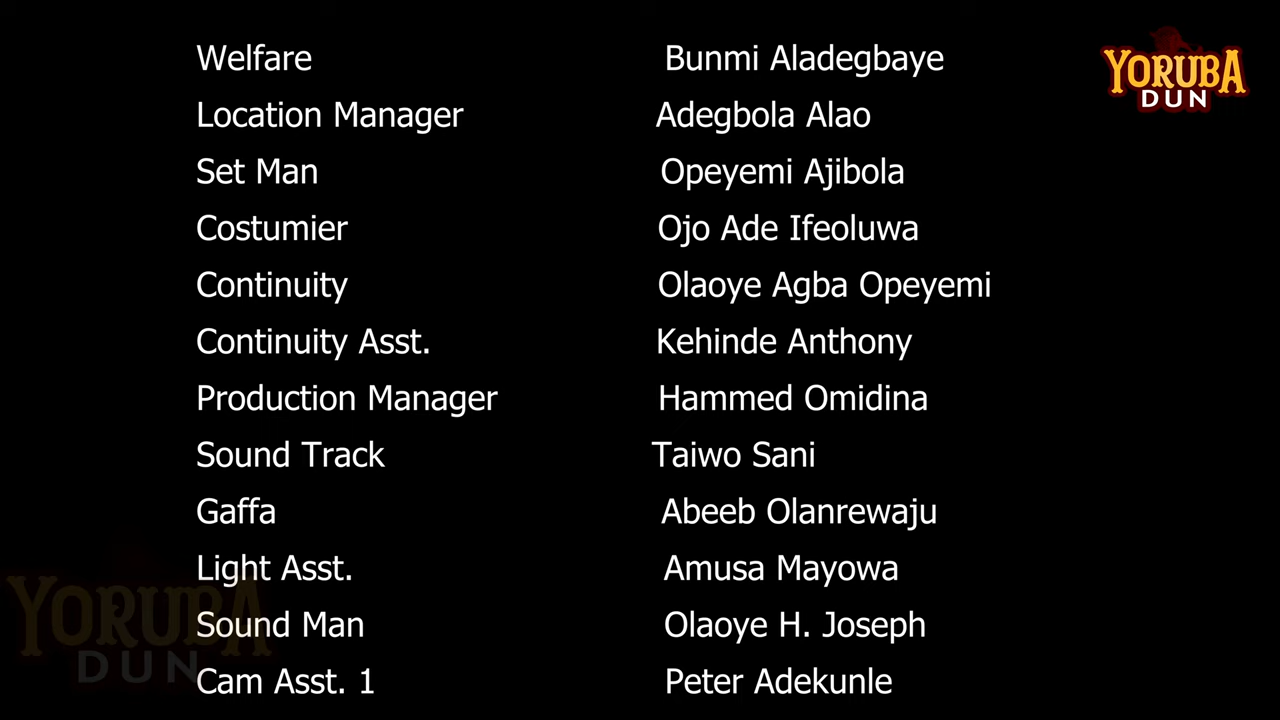 Welfare Bunmi Aladegbaye
Location Manager Adegbola Alao
Set Man Opeyemi Ajibola
Costumier Ojo Ade Ifeoluwa
Continuity Olaoye Agba Opeyemi
Continuity Asst. Kehinde Anthony
Production Manager Hammed Omidina
Sound Track Taiwo Sani
Gaffa Abeeb Olanrewaju
Light Asst. Amusa Mayowa
Sound Man Olaoye H. Joseph
Cam Asst. 1 Peter Adekunle
YORUBA
DUN
YORUBA
DUN